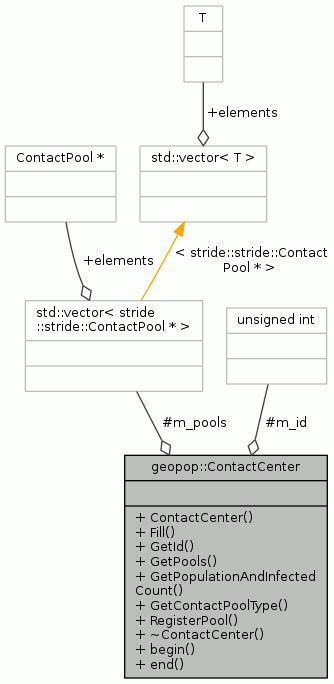 T
+elements
ContactPool *
std::vector< T >
+elements
< stride::stride::Contact
Pool * >
std::vector< stride
::stride::ContactPool * >
unsigned int
#m_pools
#m_id
geopop::ContactCenter
+ ContactCenter()
+ Fill()
+ GetId()
+ GetPools()
+ GetPopulationAndInfected
Count()
+ GetContactPoolType()
+ RegisterPool()
+ ~ContactCenter()
+ begin()
+ end()